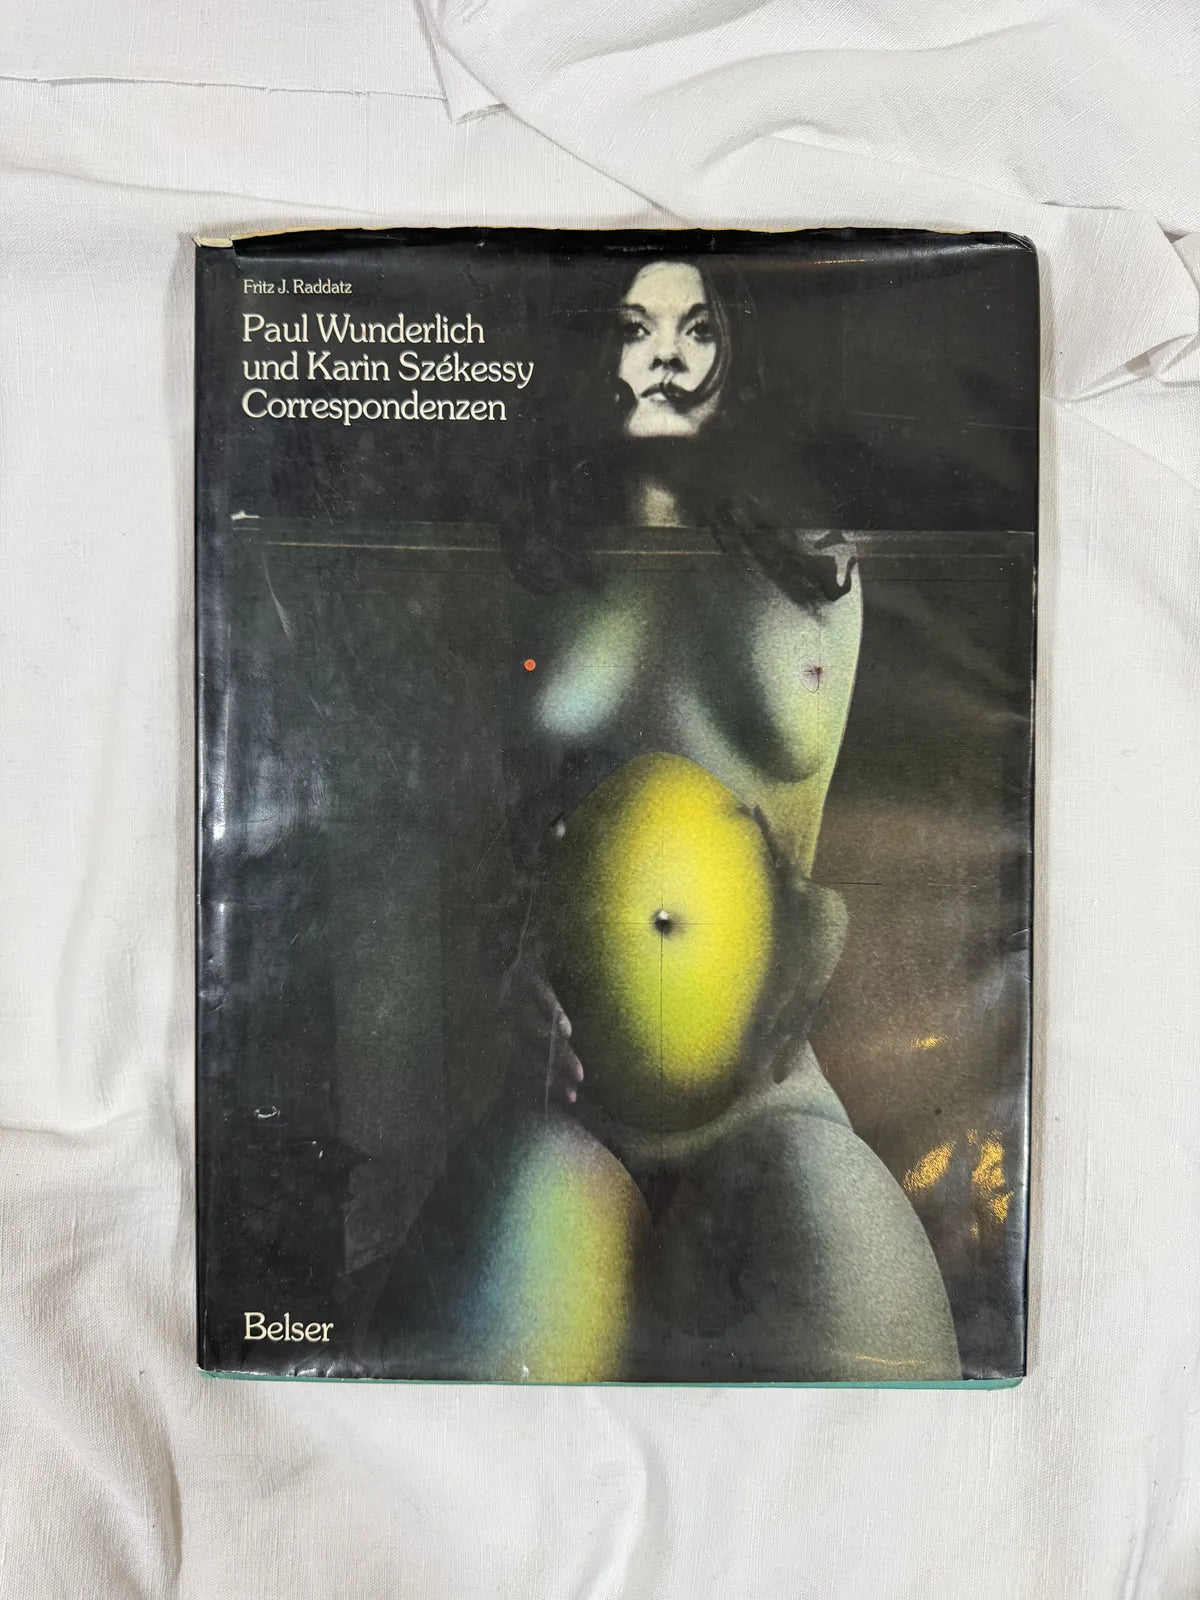 Fritz J. Raddatz
Paul Wunderlich
und Karin Székessy
Correspondenzen
Belser